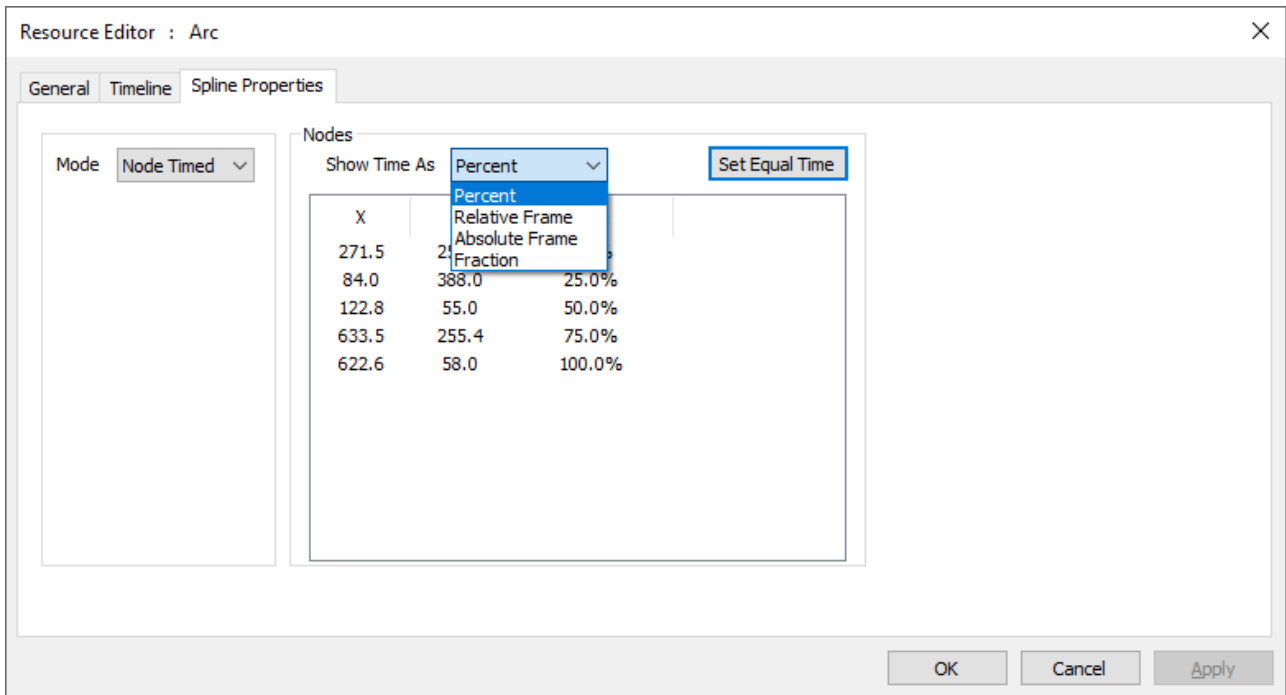 Resource Editor : Arc
General Timeline Spline Properties
Mode Node Timed
Nodes
Show Time As Percent Set Equal Time
Percent
Relative Frame
Absolute Frame
Fraction
X
271.5
84.0 388.0 25.0%
122.8 55.0 50.0%
633.5 255.4 75.0%
622.6 58.0 100.0%
OK Cancel Apply